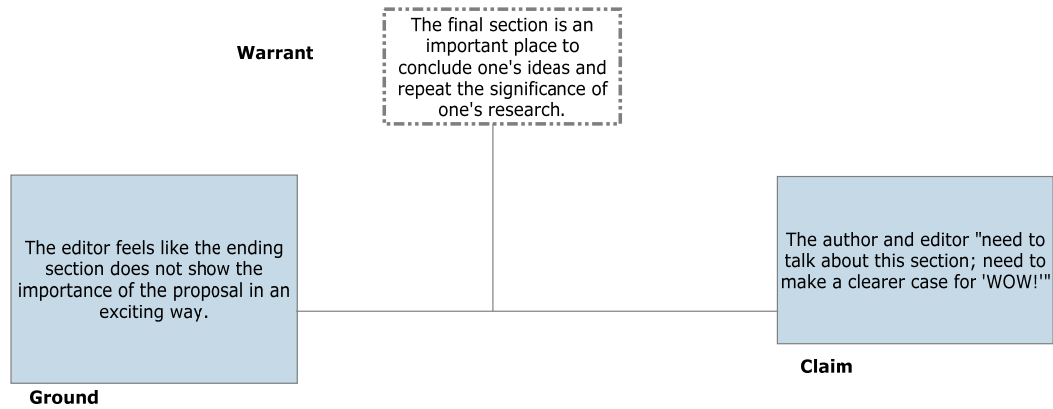 Warrant
The final section is an
important place to
conclude one's ideas and
repeat the significance of
one's research.
The editor feels like the ending
section does not show the
importance of the proposal in an
exciting way.
Ground
The author and editor "need to
talk about this section; need to
make a clearer case for 'WOW!'"
Claim